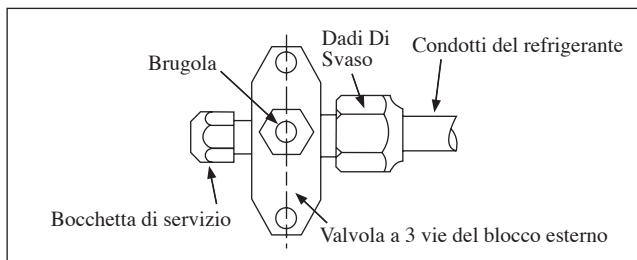 Dadi Di
Svaso
Condotti del refrigerante
Brugola
Bocchetta di servizio
Valvola a 3 vie del blocco esterno